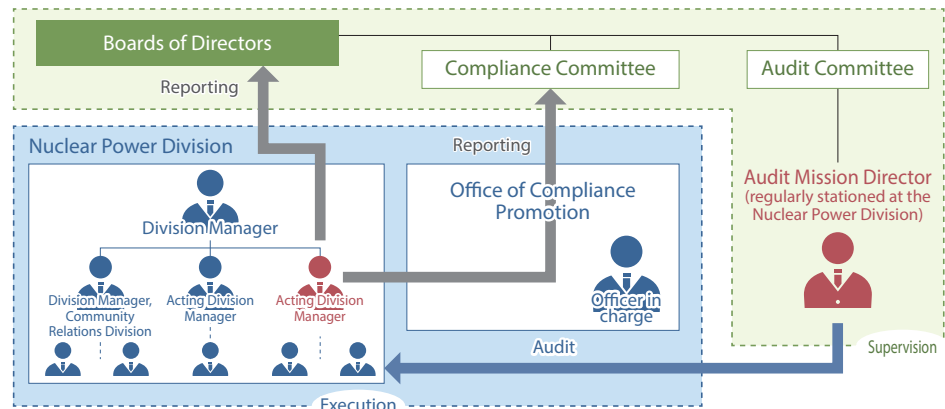 Boards of Directors
Compliance Committee
Audit Committee
Reporting
Nuclear Power Division
Reporting
Division Manager
Division Manager,
Community
Relations Division
Acting Division
Manager
Acting Division
Manager
Office of Compliance
Promotion
Officer in
charge
Audit Mission Director
(regularly stationed at the
Nuclear Power Division)
Audit
Supervision
Execution